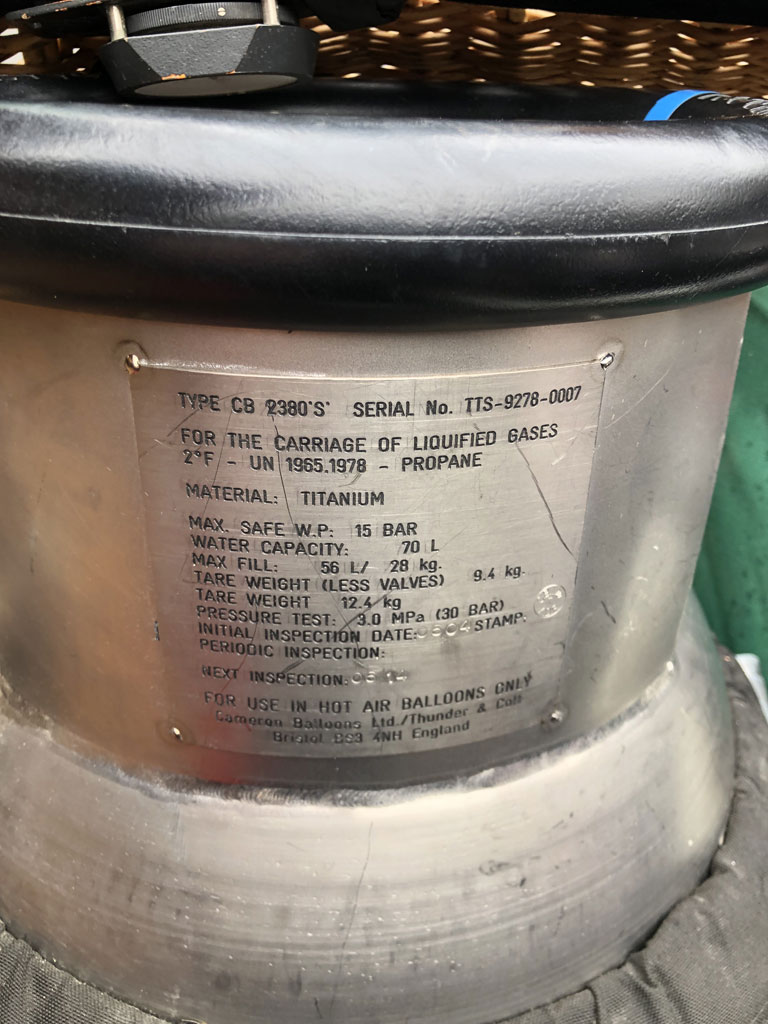 TYPE CB 2380'S' SERIAL No. TTS-9278-0007
FOR THE CARRIAGE OF LIQUIFIED GASES
2°F - UN 1965.1978 - PROPANE
MATERIAL: TITANIUM
MAX. SAFE W.P: 15 BAR
WATER CAPACITY: 70 L
MAX FILL: 56 L/ 28 kg.
TARE WEIGHT (LESS VALVES) 9.4 kg.
TARE WEIGHT 12.4 kg
PRESSURE TEST: 3.0 MPa (30 BAR)
INITIAL INSPECTION DATE: STAMP.
PERIODIC INSPECTION:
NEXT INSPECTION:
FOR USE IN HOT AIR BALLOONS ONLY
Cameron Balloons Ltd./Thunder & Colt
Bristol BS3 4NH England